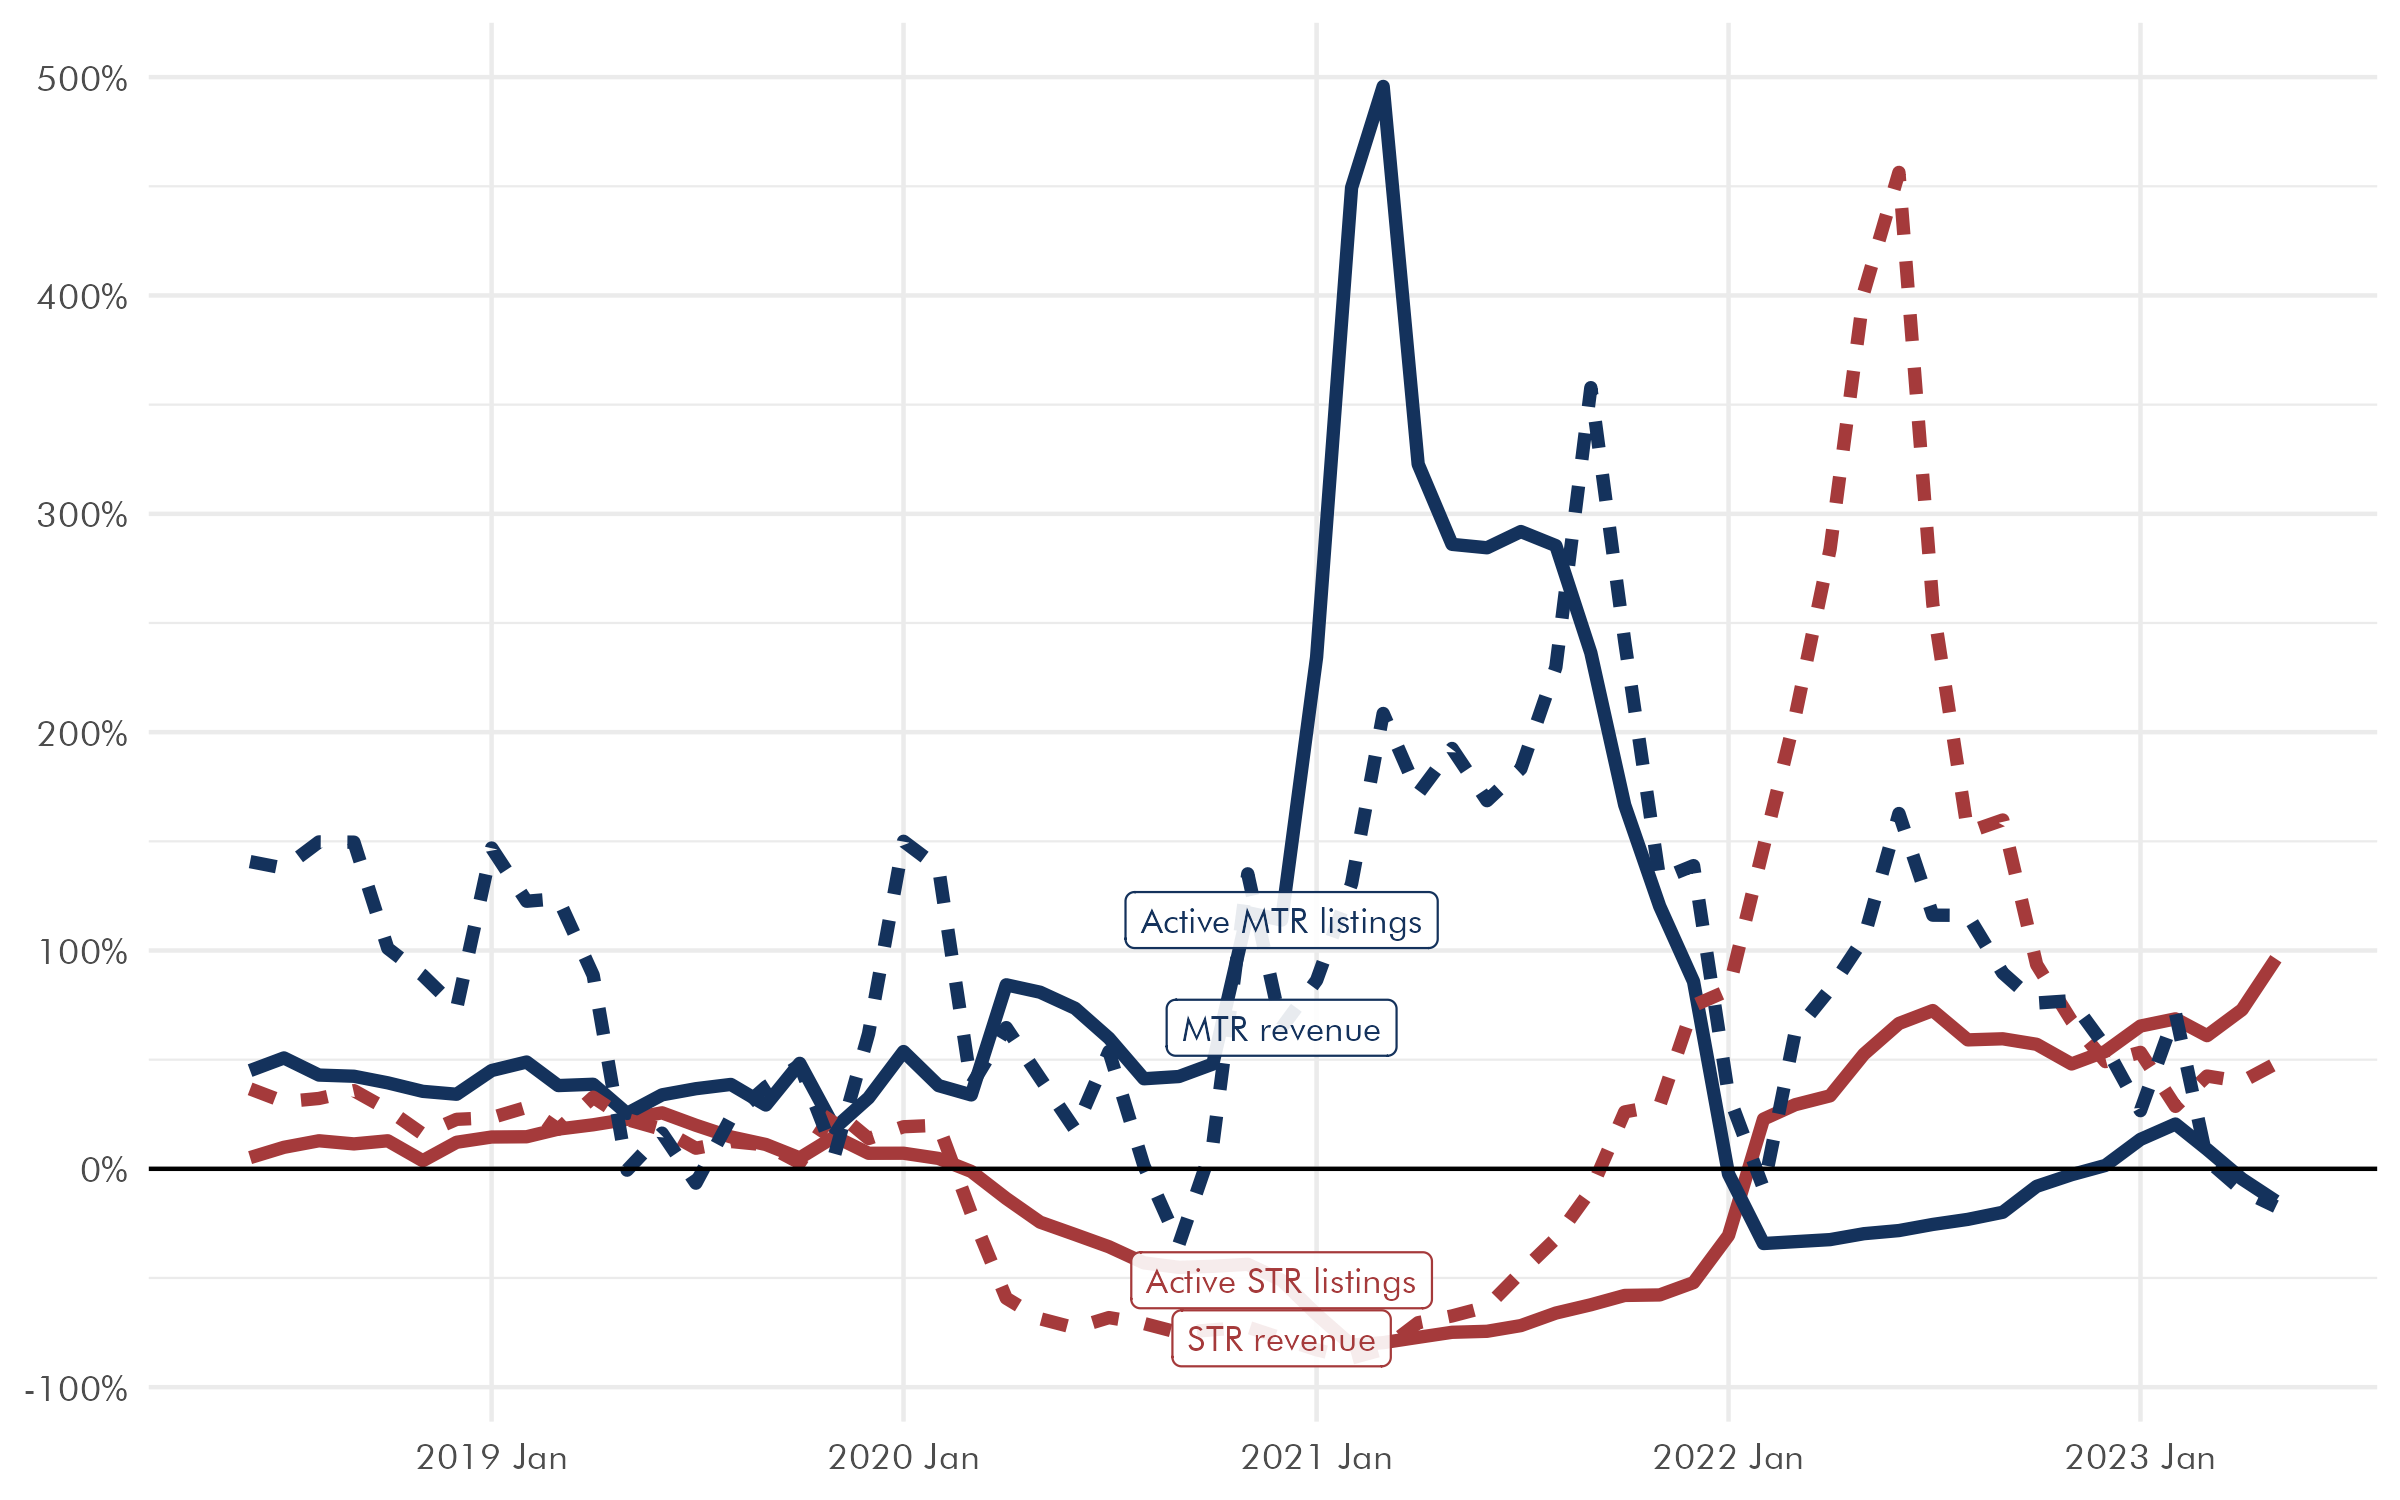 500%
400%
300%
200%
100%
0%
-100%
Active MTR listings
MTR revenue
Active STR listings
STR revenue
2019 Jan
2020 Jan
2021 Jan
2022 Jan
2023 Jan